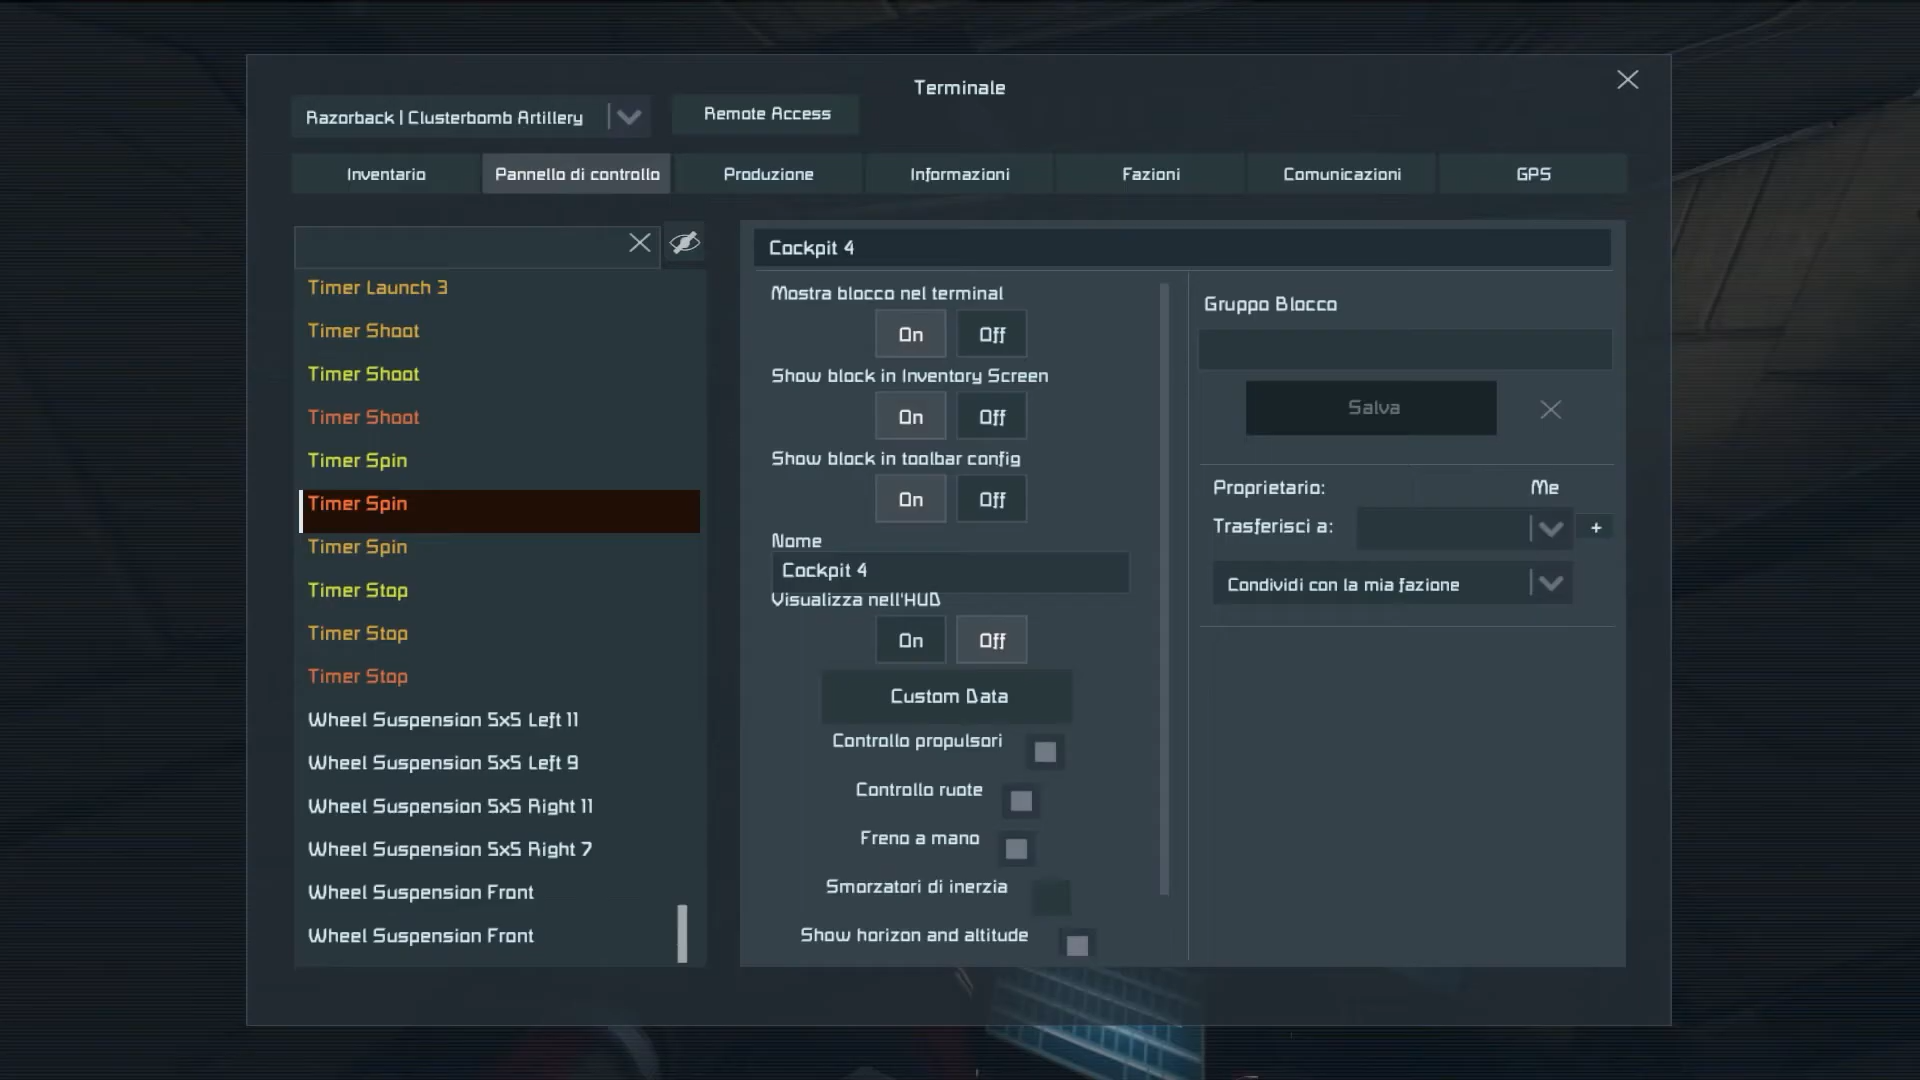 Terminale
Razorback | Clusterbomb Artillery
Remote Access
Inventario
Pannello di controllo
Produzione
Informazioni
Fazioni
Comunicazioni
GPS
Timer Launch 3
Timer Shoot
Timer Shoot
Timer Shoot
Timer Spin
Timer Spin
Timer Spin
Timer Stop
Timer Stop
Timer Stop
Wheel Suspension 5x5 Left 11
Wheel Suspension 5x5 Left 9
Wheel Suspension 5x5 Right 11
Wheel Suspension 5x5 Right 7
Wheel Suspension Front
Wheel Suspension Front
Cockpit 4
Mostra blocco nel terminal
On Off
Show block in Inventory Screen
On Off
Show block in toolbar config
On Off
Nome
Cockpit 4
Visualizza nell'HUD
On Off
Custom Data
Controllo propulsori
Controllo ruote
Freno a mano
Smorzatori di inerzia
Show horizon and altitude
Gruppo Blocco
Salva
Proprietario: Me
Trasferisci a: +
Condividi con la mia fazione